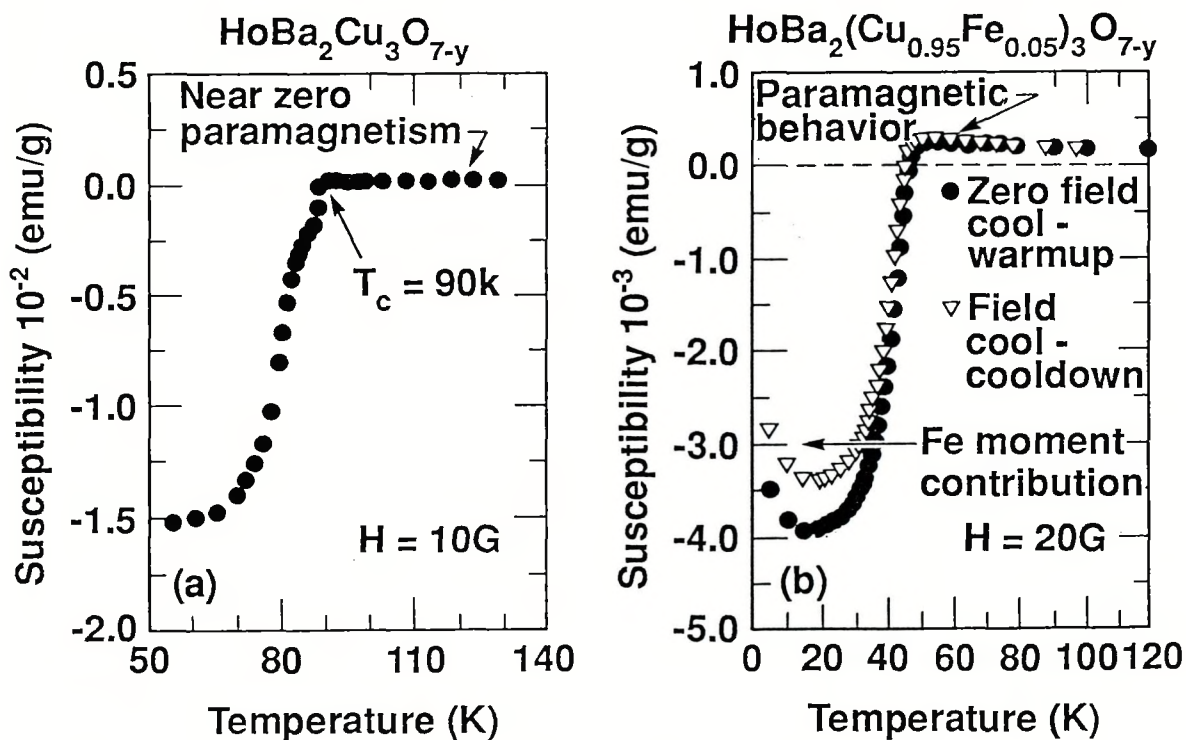 HoBa₂Cu₃O₇₋y
0.5
0.0
-0.5
-1.0
-1.5
-2.0
Susceptibility 10⁻² (emu/g)
Near zero
paramagnetism
T_c = 90k
H = 10G
(a)
50
80
110
140
Temperature (K)
HoBa₂(Cu₀.₉₅Fe₀.₀₅)₃O₇₋y
1.0
0.0
-1.0
-2.0
-3.0
-4.0
-5.0
Susceptibility 10⁻³ (emu/g)
Paramagnetic
behavior
Zero field
cool -
warmup
Field
cool -
cooldown
Fe moment
contribution
H = 20G
(b)
0
20
40
60
80
100
120
Temperature (K)